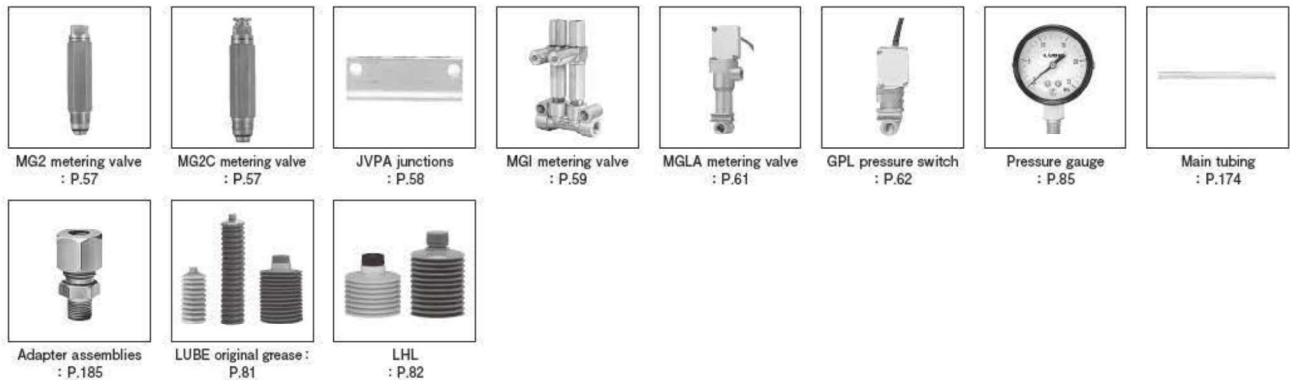 MG2 metering valve
: P.57
MG2C metering valve
: P.57
JVPA junctions
: P.58
MGI metering valve
: P.59
MGLA metering valve
: P.61
GPL pressure switch
: P.62
LUBE
Pressure gauge
: P.85
Main tubing
: P.174
Adapter assemblies
: P.185
LUBE original grease :
P.81
LHL
: P.82